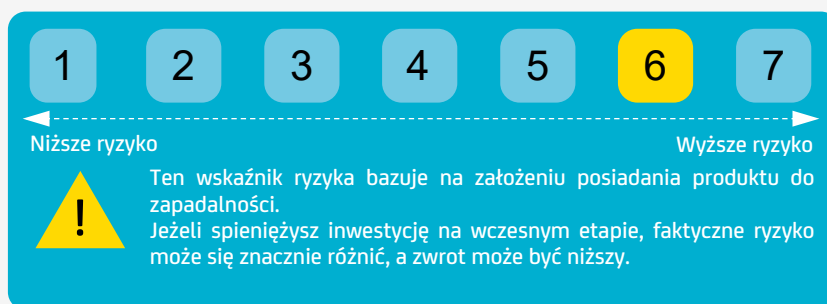 1 2 3 4 5 6 7
Niższe ryzyko Wyższe ryzyko
! Ten wskaźnik ryzyka bazuje na założeniu posiadania produktu do
zapadalności.
Jeżeli spieniężysz inwestycję na wczesnym etapie, faktyczne ryzyko
może się znacznie różnić, a zwrot może być niższy.